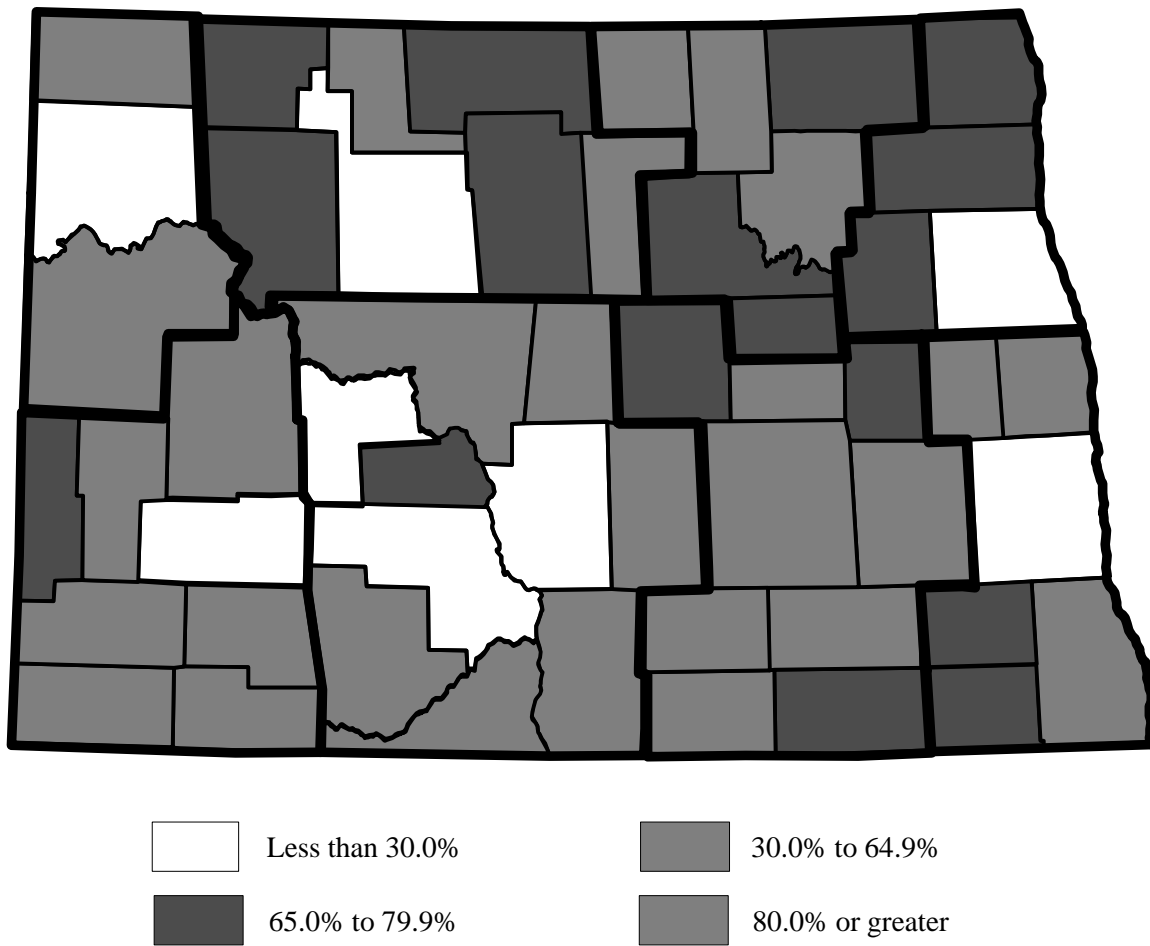 Less than 30.0%
30.0% to 64.9%
65.0% to 79.9%
80.0% or greater